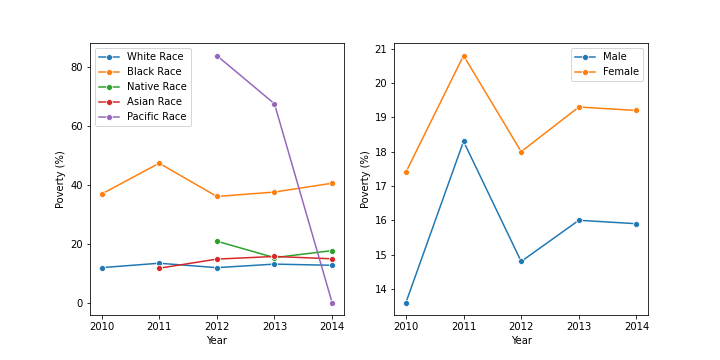 White Race
Black Race
Native Race
Asian Race
Pacific Race
80
60
40
20
0
Poverty (%)
2010 2011 2012 2013 2014
Year
Male
Female
21
20
19
18
17
16
15
14
Poverty (%)
2010 2011 2012 2013 2014
Year